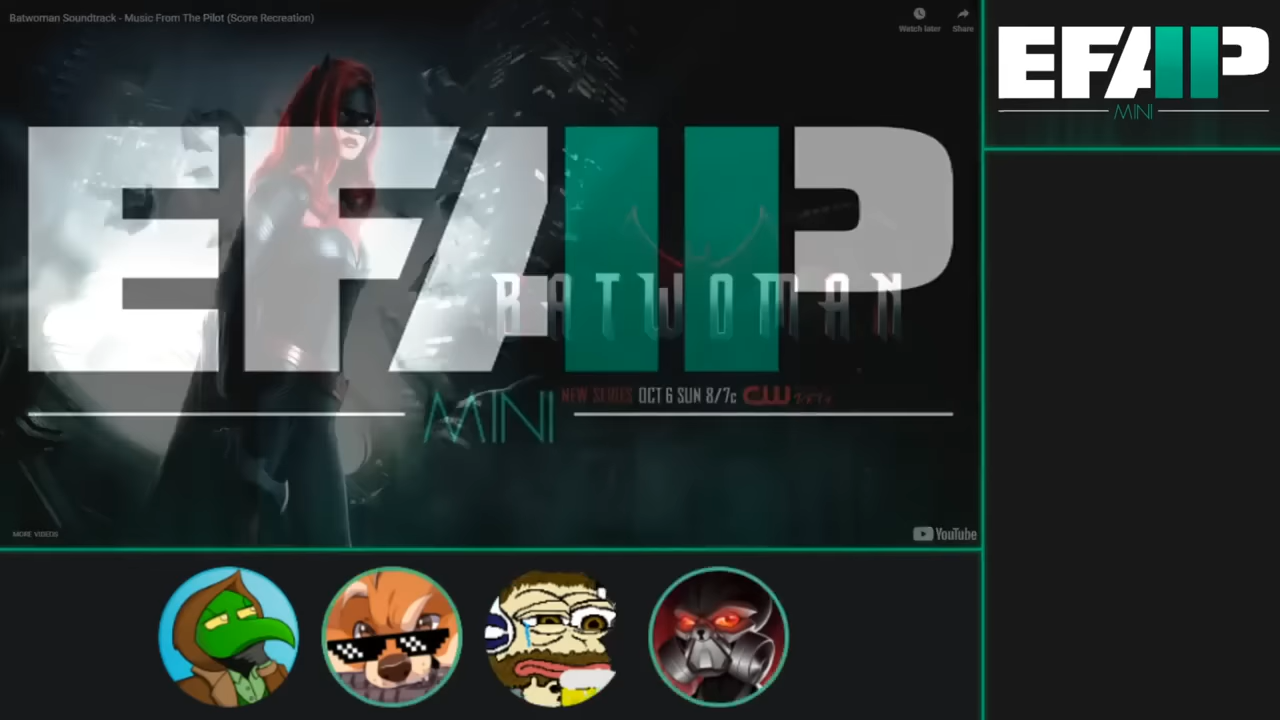 Batwoman Soundtrack - Music From The Pilot (Score Recreation)
Watch later
Share
EFAP
MINI
EFAP
BATWOMAN
NEW SERIES OCT 6 SUN 8/7c CW
MINI
MORE VIDEOS
YouTube